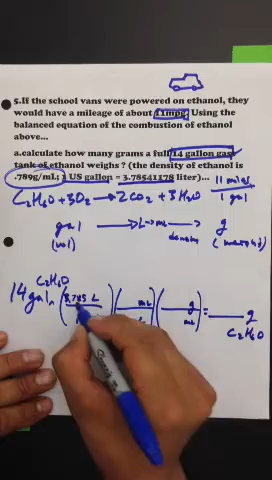 5.If the school vans were powered on ethanol, they
would have a mileage of about 11mpg. Using the
balanced equation of the combustion of ethanol
above...
a.calculate how many grams a full 14 gallon gas
tank of ethanol weighs ? (the density of ethanol is
.789g/mL; 1 US gallon = 3.78541178 liter)...
C₂H₆O+3O₂→2CO₂+3H₂O 11 miles
1 gal
gal → L→mL → g
(vol) density (mass)
C₂H₆O
14 gal (3.785 L) (mL) (g) = g
mL C₂H₆O